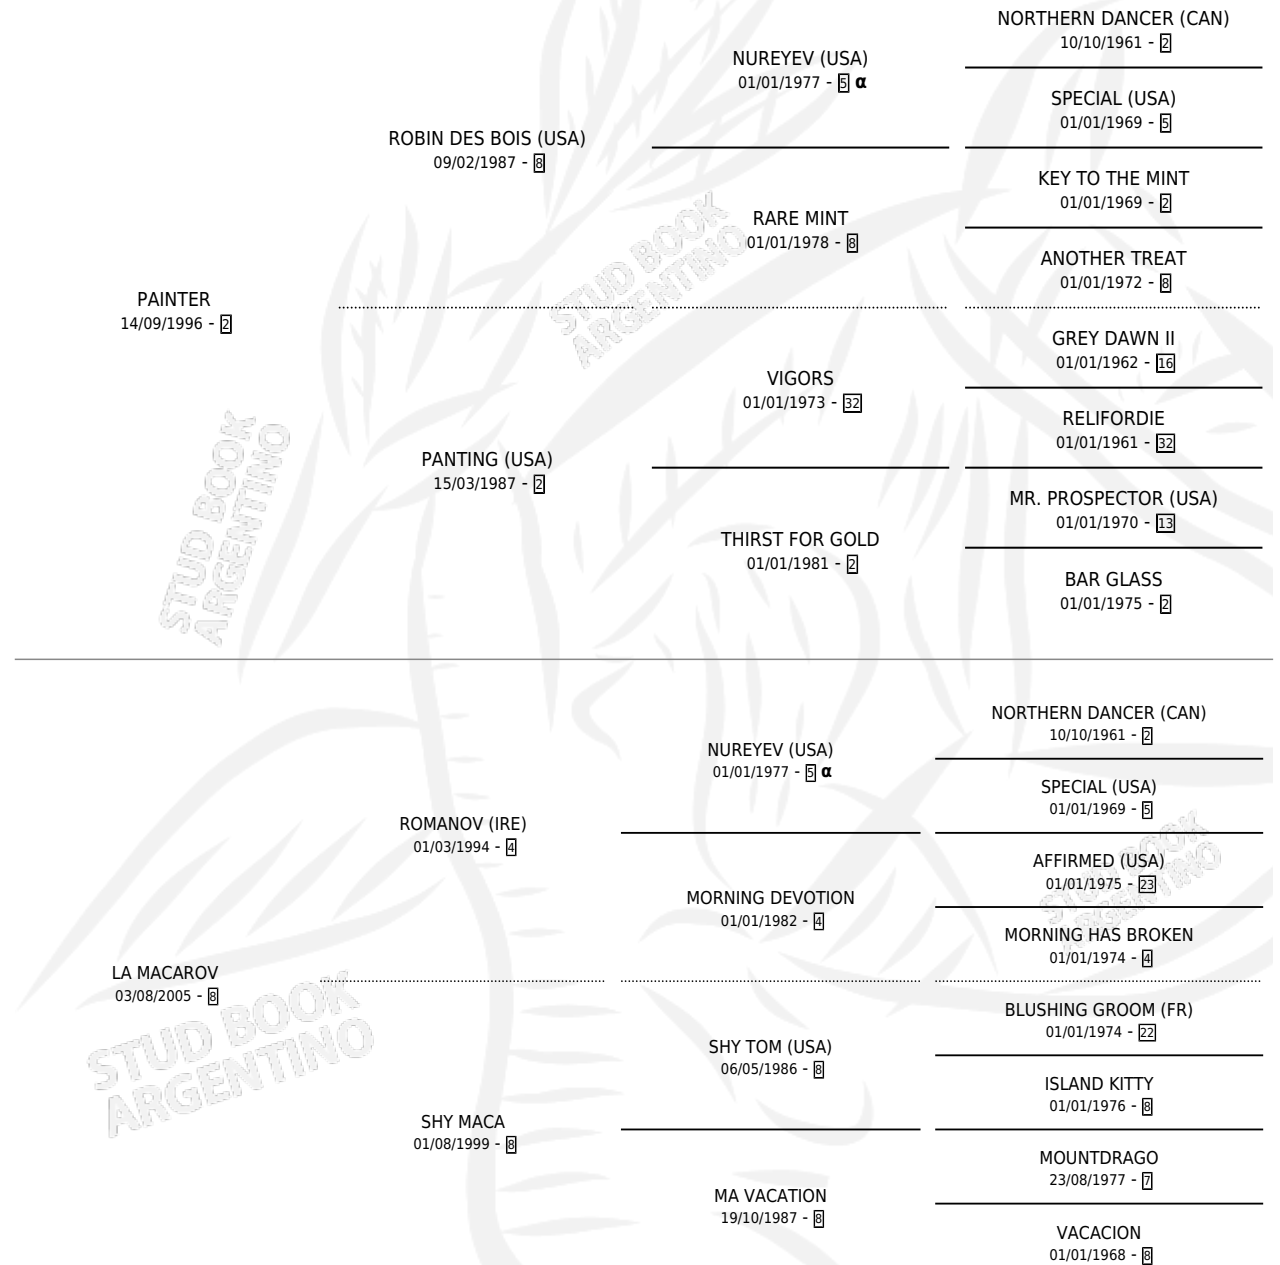 NORTHERN DANCER (CAN)
10/10/1961 - 2
NUREYEV (USA)
01/01/1977 - 5 α
SPECIAL (USA)
01/01/1969 - 5
ROBIN DES BOIS (USA)
09/02/1987 - 8
KEY TO THE MINT
01/01/1969 - 2
RARE MINT
01/01/1978 - 8
ANOTHER TREAT
01/01/1972 - 8
PAINTER
14/09/1996 - 2
GREY DAWN II
01/01/1962 - 16
VIGORS
01/01/1973 - 32
RELIFORDIE
01/01/1961 - 32
PANTING (USA)
15/03/1987 - 2
MR. PROSPECTOR (USA)
01/01/1970 - 13
THIRST FOR GOLD
01/01/1981 - 2
BAR GLASS
01/01/1975 - 2
STUD BOOK
ARGENTINO
STUD BOOK
ARGENTINO
NORTHERN DANCER (CAN)
10/10/1961 - 2
NUREYEV (USA)
01/01/1977 - 5 α
SPECIAL (USA)
01/01/1969 - 5
ROMANOV (IRE)
01/03/1994 - 4
AFFIRMED (USA)
01/01/1975 - 23
MORNING DEVOTION
01/01/1982 - 4
MORNING HAS BROKEN
01/01/1974 - 4
LA MACAROV
03/08/2005 - 8
BLUSHING GROOM (FR)
01/01/1974 - 22
SHY TOM (USA)
06/05/1986 - 8
ISLAND KITTY
01/01/1976 - 8
SHY MACA
01/08/1999 - 8
MOUNTDRAGO
23/08/1977 - 7
MA VACATION
19/10/1987 - 8
VACACION
01/01/1968 - 8
STUD BOOK
ARGENTINO
STUD BOOK
ARGENTINO